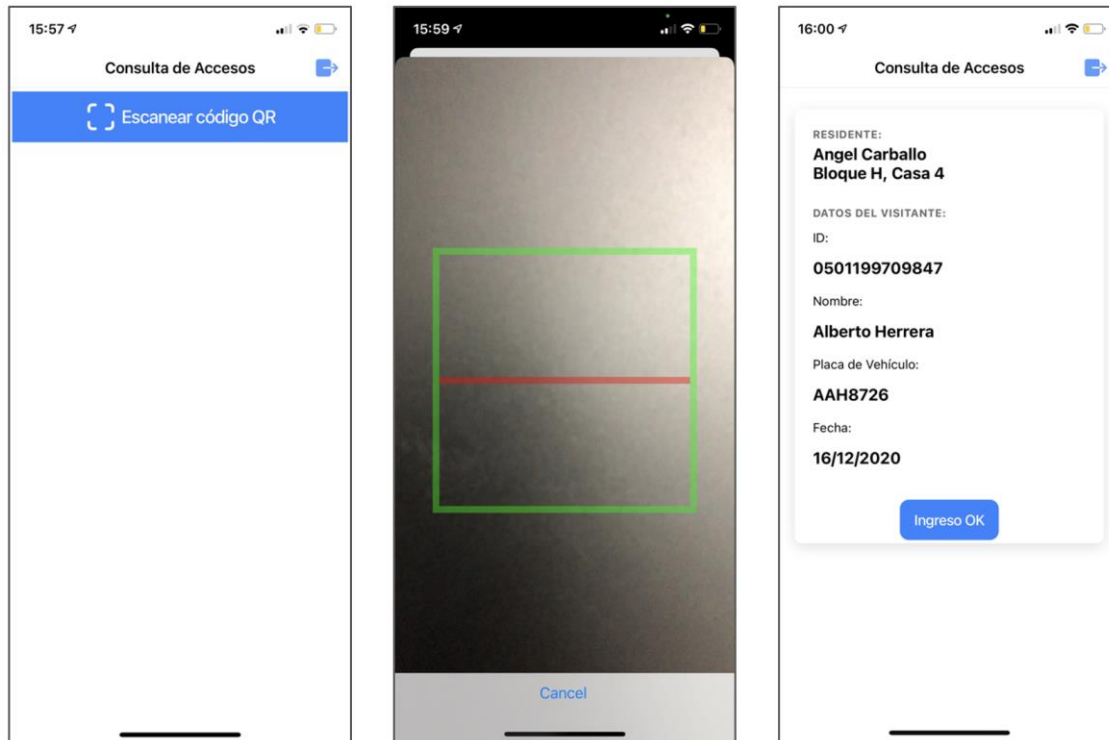 15:57
Consulta de Accesos
Escanear código QR
15:59
Cancel
16:00
Consulta de Accesos
RESIDENTE:
Angel Carballo
Bloque H, Casa 4
DATOS DEL VISITANTE:
ID:
0501199709847
Nombre:
Alberto Herrera
Placa de Vehículo:
AAH8726
Fecha:
16/12/2020
Ingreso OK